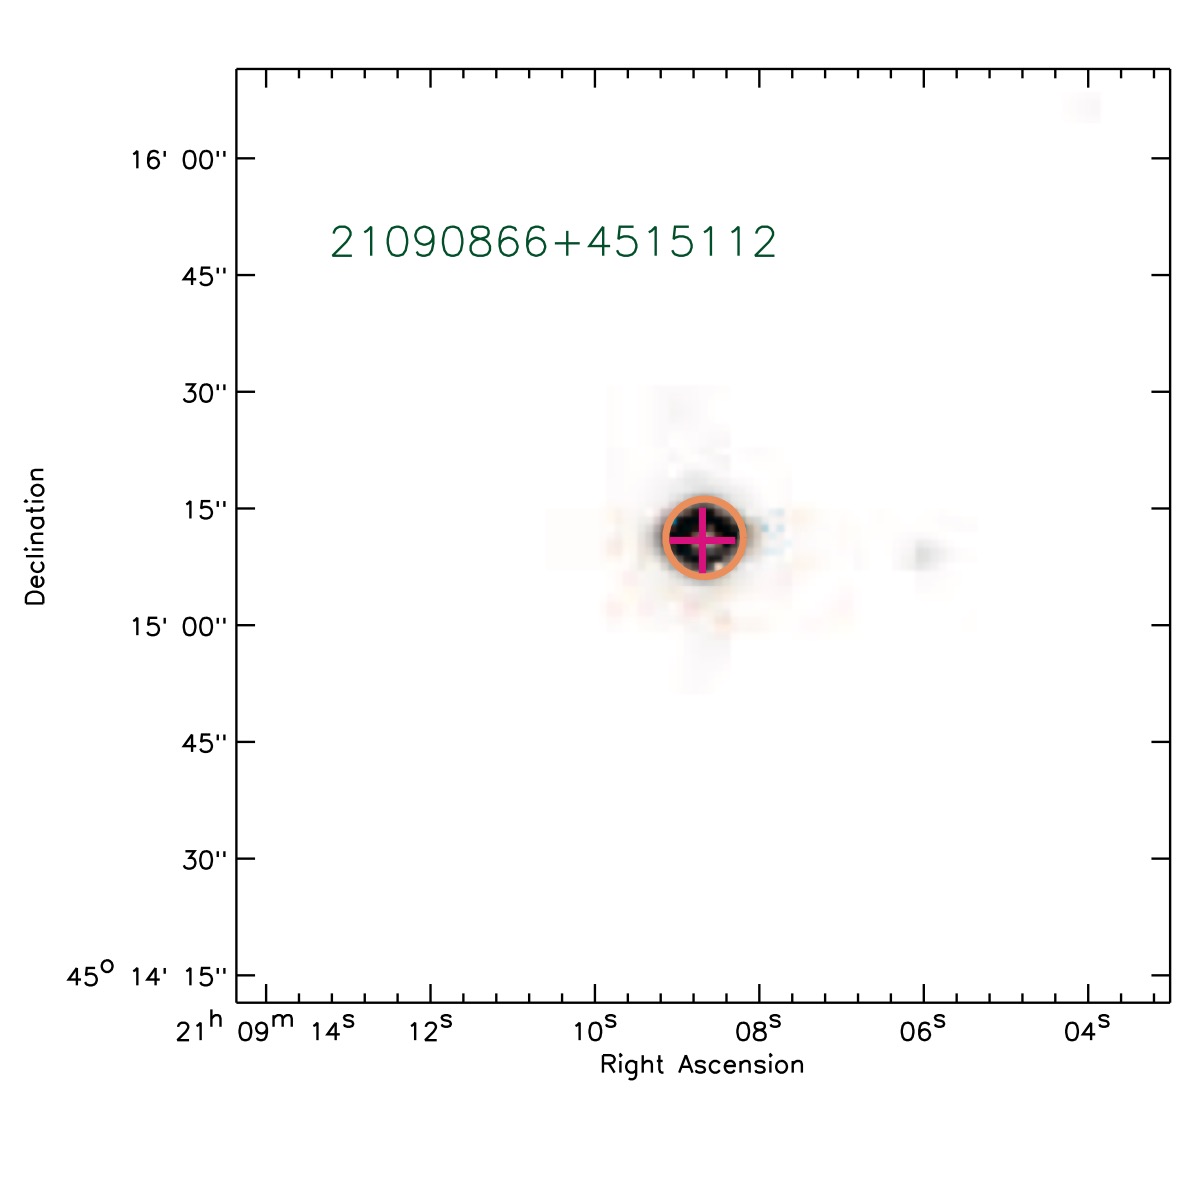 21090866+4515112
16' 00"
45"
30"
15"
15' 00"
45"
30"
45° 14' 15"
21h 09m 14s 12s 10s 08s 06s 04s
Right Ascension
Declination